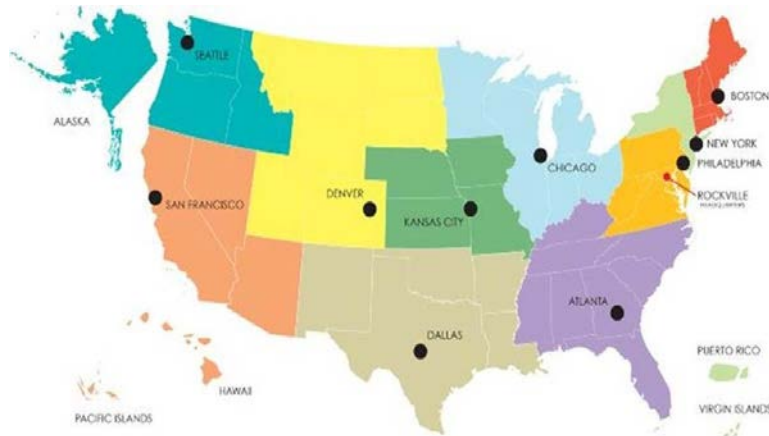 SEATTLE
ALASKA
BOSTON
NEW YORK
PHILADELPHIA
CHICAGO
ROCKVILLE
HEADQUARTERS
DENVER
SAN FRANCISCO
KANSAS CITY
ATLANTA
DALLAS
PUERTO RICO
HAWAII
VIRGIN ISLANDS
PACIFIC ISLANDS